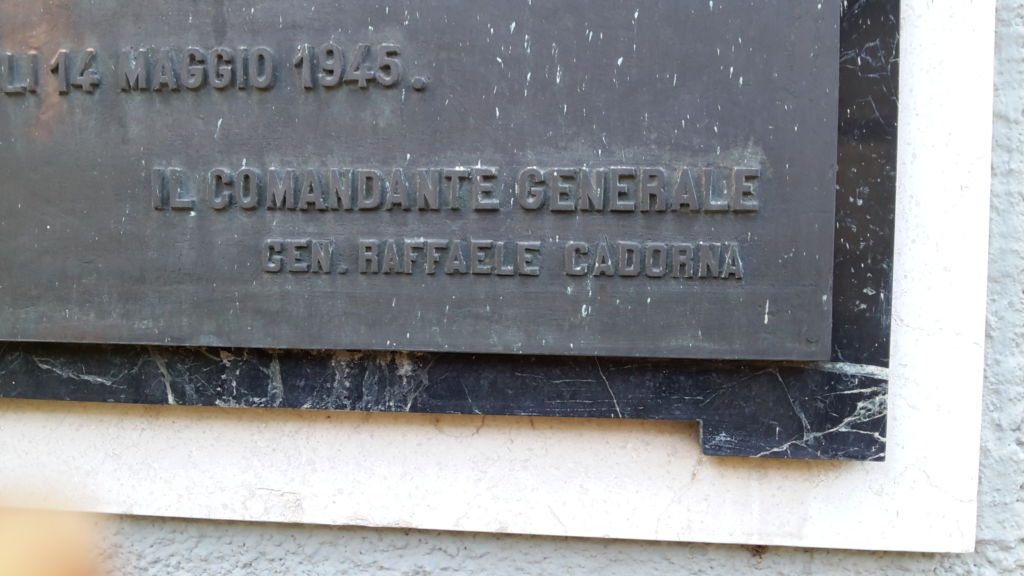 LI 14 MAGGIO 1945.
IL COMANDANTE GENERALE
GEN. RAFFAELE CADORNA